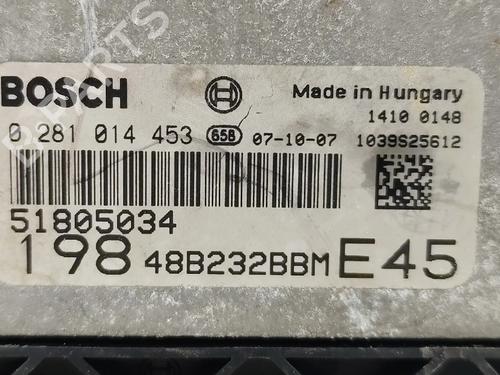 BOSCH
Made in Hungary
1410 0148
0 281 014 453 658 07-10-07 1039S25612
51805034
198 48B232BBM E45
PARTS